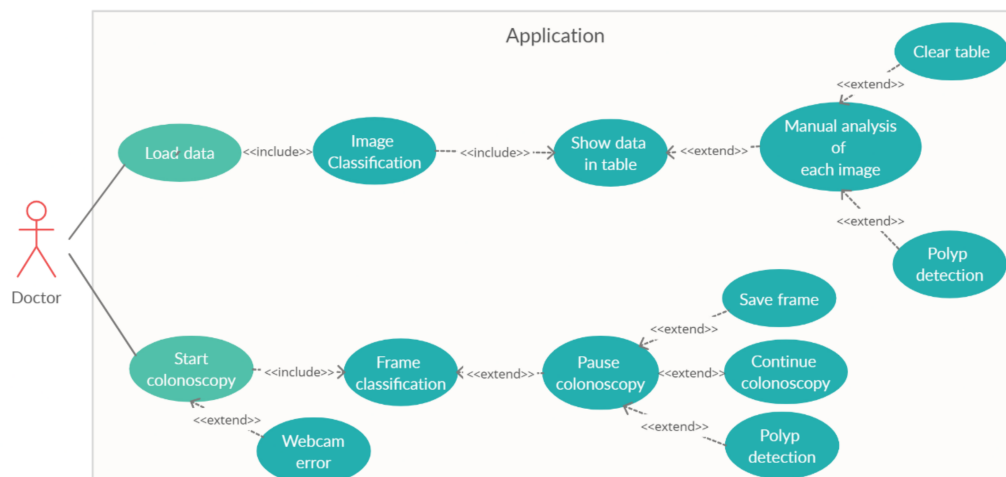 Application
Clear table
<<extend>>
Load data
<<include>>
Image
Classification
<<include>>
Show data
in table
<<extend>>
Manual analysis
of
each image
<<extend>>
Polyp
detection
Doctor
Save frame
<<extend>>
Start
colonoscopy
<<include>>
Frame
classification
<<extend>>
Pause
colonoscopy
<<extend>>
Continue
colonoscopy
<<extend>>
Webcam
error
<<extend>>
Polyp
detection